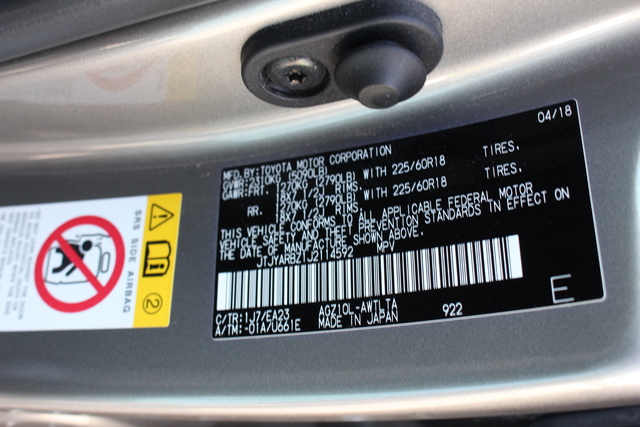 04/18
MFD. BY: TOYOTA MOTOR CORPORATION
GVWR: 2310KG (5090LB)
GAWR: FRT. 1270KG (2790LB) WITH 225/60R18 TIRES.
18X7 1/2J RIMS.
RR. 1270KG (2790LB) WITH 225/60R18 TIRES.
18X7 1/2J RIMS.
THIS VEHICLE CONFORMS TO ALL APPLICABLE FEDERAL MOTOR
VEHICLE SAFETY AND THEFT PREVENTION STANDARDS IN EFFECT ON
THE DATE OF MANUFACTURE SHOWN ABOVE.
JTJYARBZ1J2114592 MPV
C/TR: 1J7/EA23 AGZ10L-AWTLTA
A/TM: -01A/U661E MADE IN JAPAN 922
E
SRS SIDE AIRBAG
2